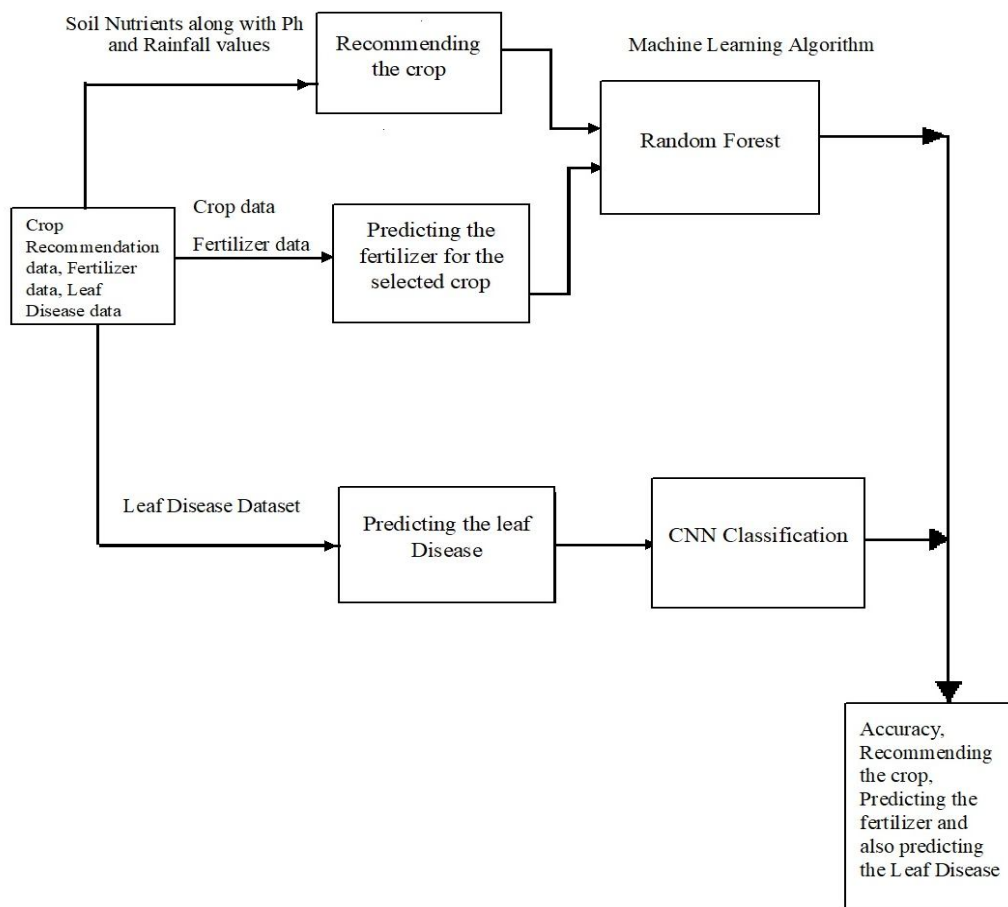 Soil Nutrients along with Ph
and Rainfall values
Recommending
the crop
Machine Learning Algorithm
Random Forest
Crop data
Fertilizer data
Crop
Recommendation
data, Fertilizer
data, Leaf
Disease data
Predicting the
fertilizer for the
selected crop
Leaf Disease Dataset
Predicting the leaf
Disease
CNN Classification
Accuracy,
Recommending
the crop,
Predicting the
fertilizer and
also predicting
the Leaf Disease